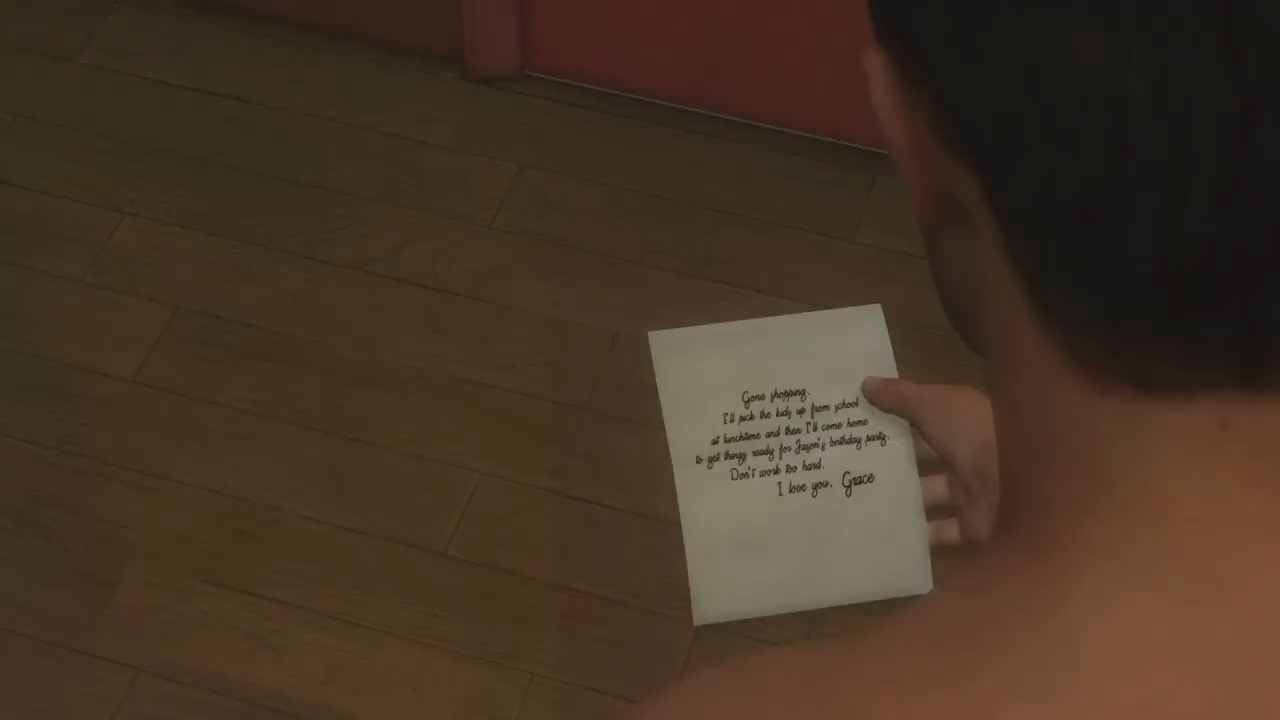 Gone shopping.
I'll pick the kids up from school
at lunchtime and then I'll come home
to get things ready for Jason's birthday party.
Don't work too hard.
I love you. Grace